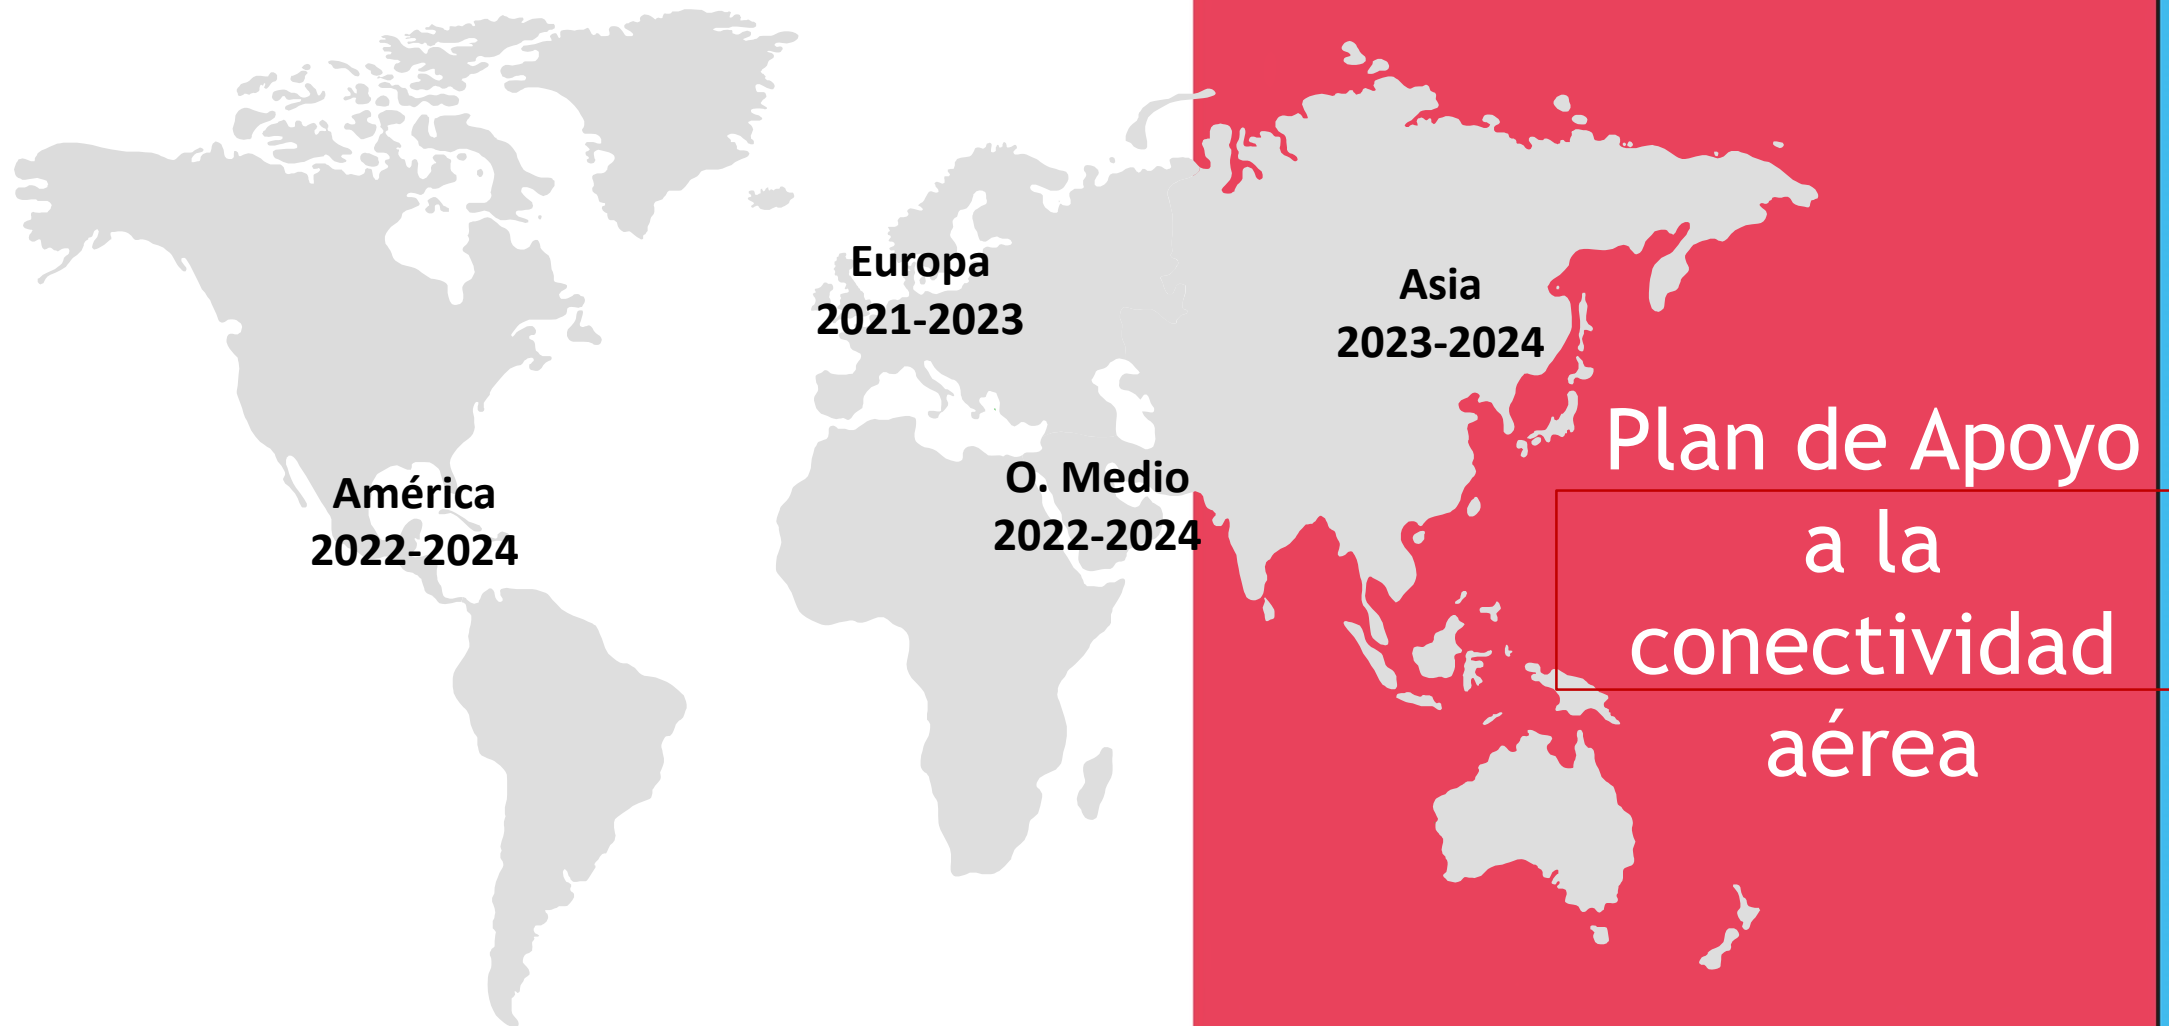 Europa
2021-2023
Asia
2023-2024
América
2022-2024
O. Medio
2022-2024
Plan de Apoyo
a la
conectividad
aérea